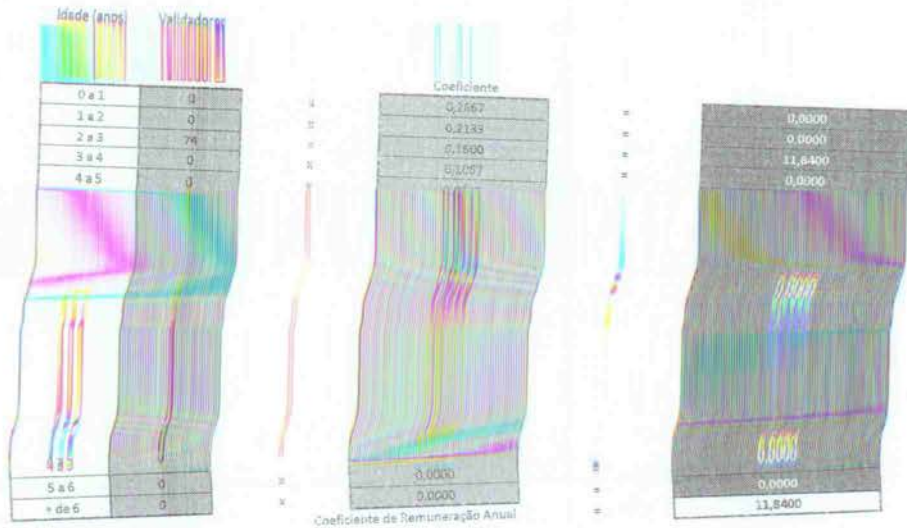 Idade (anos) Validadores
Coeficiente
0 a 1 0 x 0,2667 = 0,0000
1 a 2 0 x 0,2133 = 0,0000
2 a 3 74 x 0,1600 = 11,8400
3 a 4 0 x 0,1067 = 0,0000
4 a 5 0 x
0,0000
0,0000
5 a 6 0 x 0,0000 = 0,0000
+ de 6 0 x 0,0000 = 11,8400
Coeficiente de Remuneração Anual